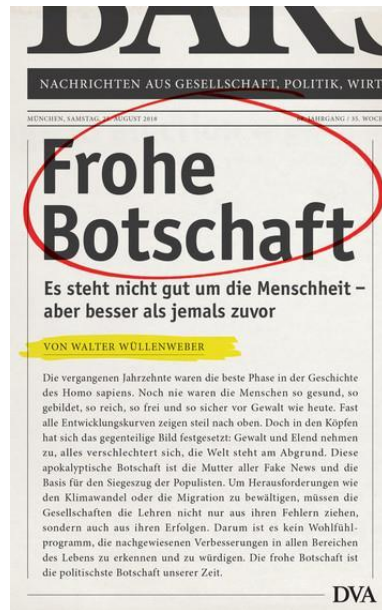 NACHRICHTEN AUS GESELLSCHAFT, POLITIK, WIRT
MÜNCHEN, SAMSTAG, AUGUST 2018
JAHRGANG / 35. WOC
Frohe
Botschaft
Es steht nicht gut um die Menschheit –
aber besser als jemals zuvor
VON WALTER WÜLLENWEBER
Die vergangenen Jahrzehnte waren die beste Phase in der Geschichte
des Homo sapiens. Noch nie waren die Menschen so gesund, so
gebildet, so reich, so frei und so sicher vor Gewalt wie heute. Fast
alle Entwicklungskurven zeigen steil nach oben. Doch in den Köpfen
hat sich das gegenteilige Bild festgesetzt: Gewalt und Elend nehmen
zu, alles verschlechtert sich, die Welt steht am Abgrund. Diese
apokalyptische Botschaft ist die Mutter aller Fake News und die
Basis für den Siegeszug der Populisten. Um Herausforderungen wie
den Klimawandel oder die Migration zu bewältigen, müssen die
Gesellschaften die Lehren nicht nur aus ihren Fehlern ziehen,
sondern auch aus ihren Erfolgen. Darum ist es kein Wohlfühl-
programm, die nachgewiesenen Verbesserungen in allen Bereichen
des Lebens zu erkennen und zu würdigen. Die frohe Botschaft ist
die politischste Botschaft unserer Zeit.
DVA